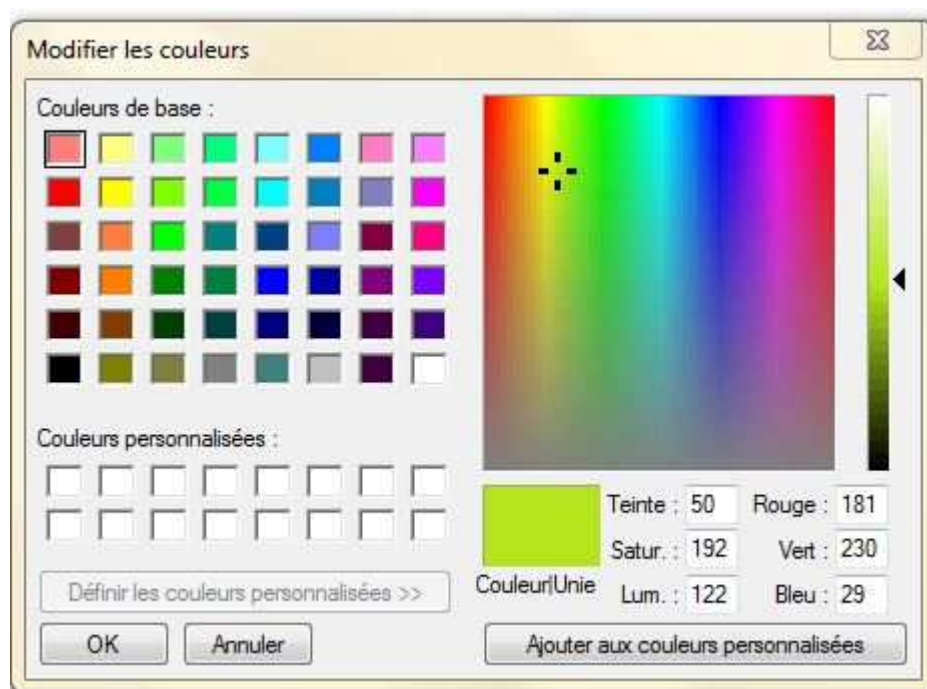 Modifier les couleurs
Couleurs de base :
Couleurs personnalisées :
Définir les couleurs personnalisées >>
OK
Annuler
Couleur|Unie
Teinte : 50
Rouge : 181
Satur. : 192
Vert : 230
Lum. : 122
Bleu : 29
Ajouter aux couleurs personnalisées